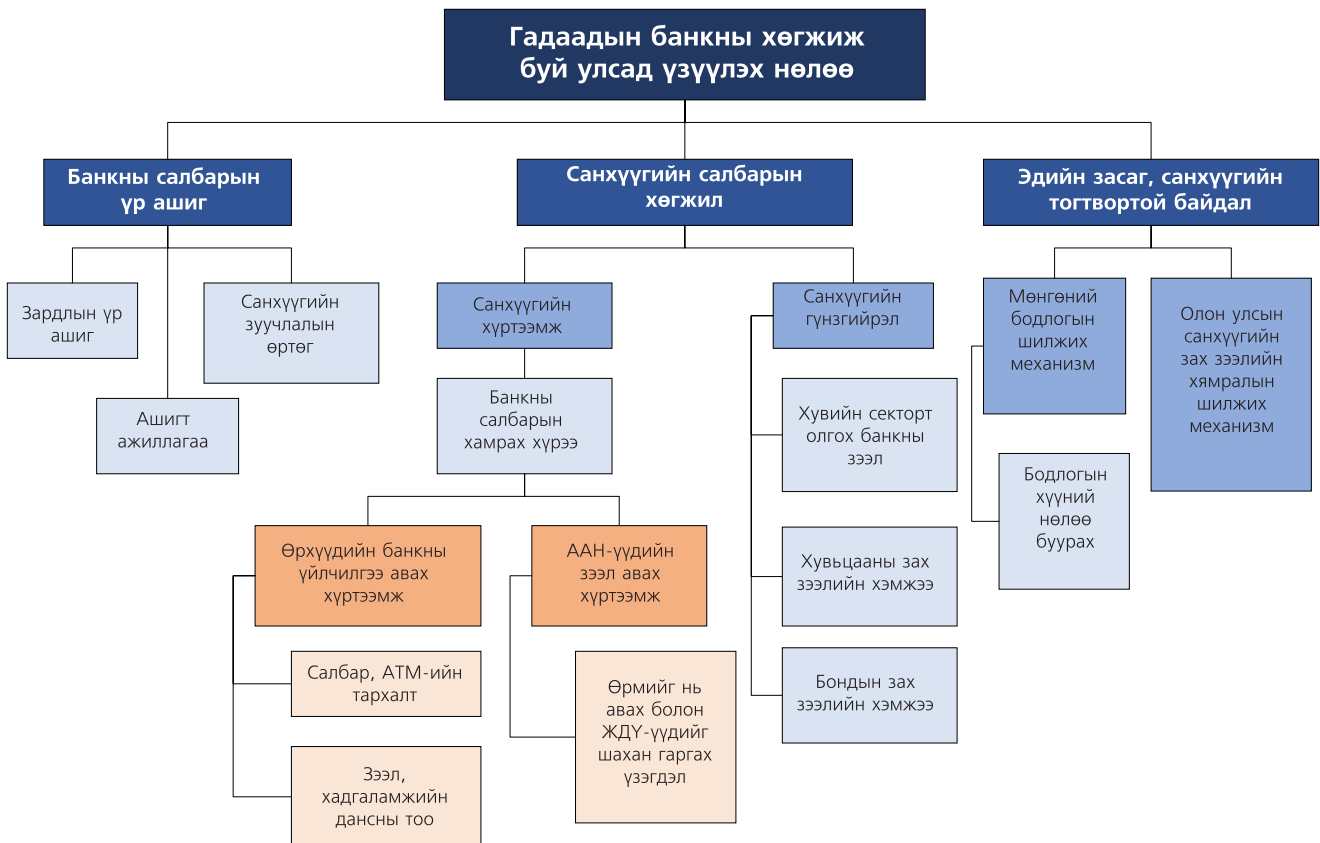 Гадаадын банкны хөгжиж
буй улсад үзүүлэх нөлөө
Банкны салбарын
үр ашиг
Санхүүгийн салбарын
хөгжил
Эдийн засаг, санхүүгийн
тогтвортой байдал
Зардлын үр
ашиг
Ашигт
ажиллагаа
Санхүүгийн
зуучлалын
өртөг
Санхүүгийн
хүртээмж
Банкны
салбарын
хамрах хүрээ
Өрхүүдийн банкны
үйлчилгээ авах
хүртээмж
Салбар, АТМ-ийн
тархалт
Зээл,
хадгаламжийн
дансны тоо
ААН-үүдийн
зээл авах
хүртээмж
Өрмийг нь
авах болон
ЖДҮ-үүдийг
шахан гаргах
үзэгдэл
Санхүүгийн
гүнзгийрэл
Хувийн секторт
олгох банкны
зээл
Хувьцааны зах
зээлийн хэмжээ
Бондын зах
зээлийн хэмжээ
Мөнгөний
бодлогын
шилжих
механизм
Бодлогын
хүүний
нөлөө
буурах
Олон улсын
санхүүгийн
зах зээлийн
хямралын
шилжих
механизм